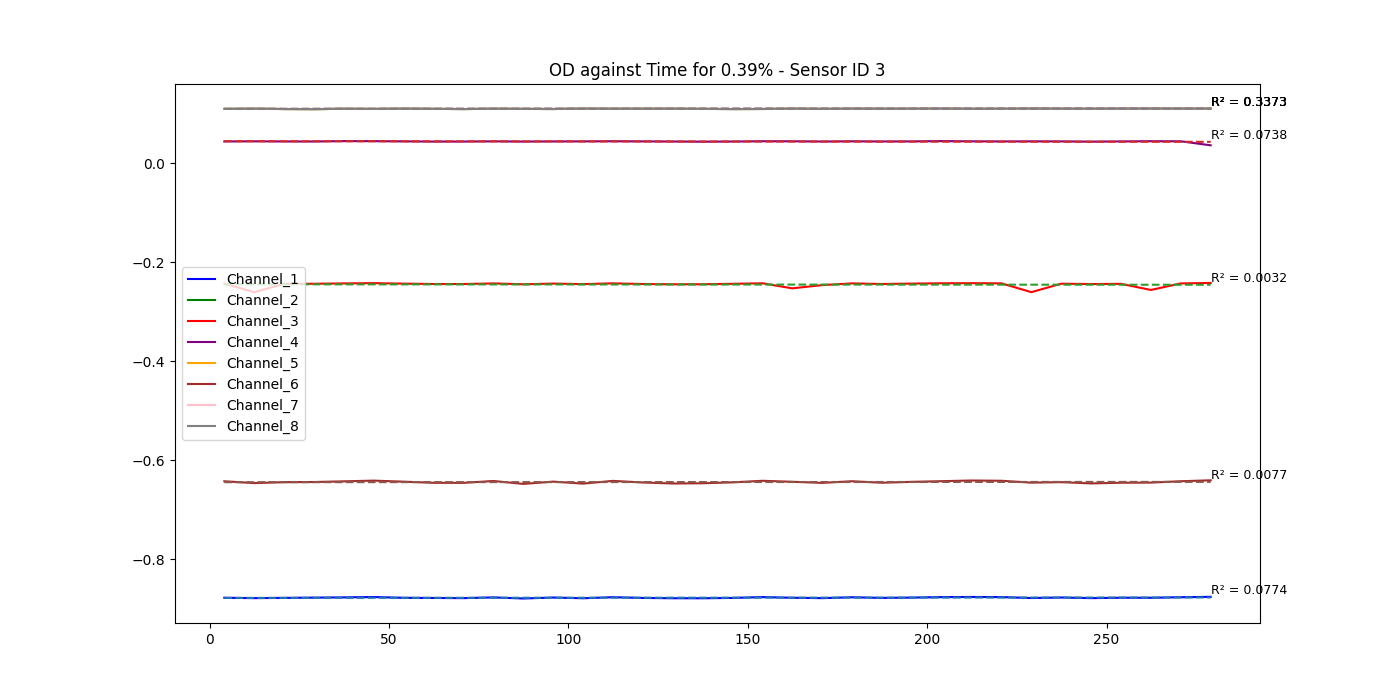 OD against Time for 0.39% - Sensor ID 3
R² = 0.3373
R² = 0.0738
R² = 0.0032
R² = 0.0077
R² = 0.0774
0.0
−0.2
−0.4
−0.6
−0.8
Channel_1
Channel_2
Channel_3
Channel_4
Channel_5
Channel_6
Channel_7
Channel_8
0
50
100
150
200
250